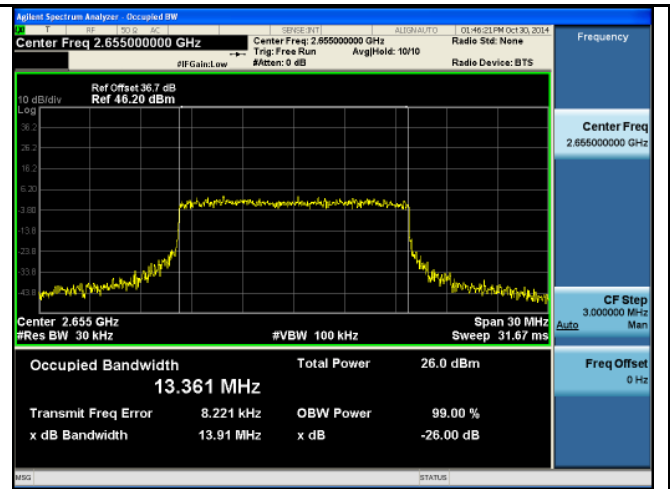 Agilent Spectrum Analyzer - Occupied BW
T RF 50 Ω AC SENSE:INT ALIGNAUTO 01:46:21 PM Oct 30, 2014
Center Freq 2.655000000 GHz Center Freq: 2.655000000 GHz Radio Std: None Frequency
Trig: Free Run Avg|Hold: 10/10
#IFGain:Low #Atten: 0 dB Radio Device: BTS
Ref Offset 36.7 dB
10 dB/div Ref 46.20 dBm
Log
36.2
26.2
16.2
6.20
-3.80
-13.8
-23.8
-33.8
-43.8
Center Freq
2.655000000 GHz
Center 2.655 GHz Span 30 MHz
#Res BW 30 kHz #VBW 100 kHz Sweep 31.67 ms
CF Step
3.000000 MHz
Auto Man
Occupied Bandwidth Total Power 26.0 dBm
13.361 MHz
Transmit Freq Error 8.221 kHz OBW Power 99.00 %
x dB Bandwidth 13.91 MHz x dB -26.00 dB
Freq Offset
0 Hz
MSG STATUS